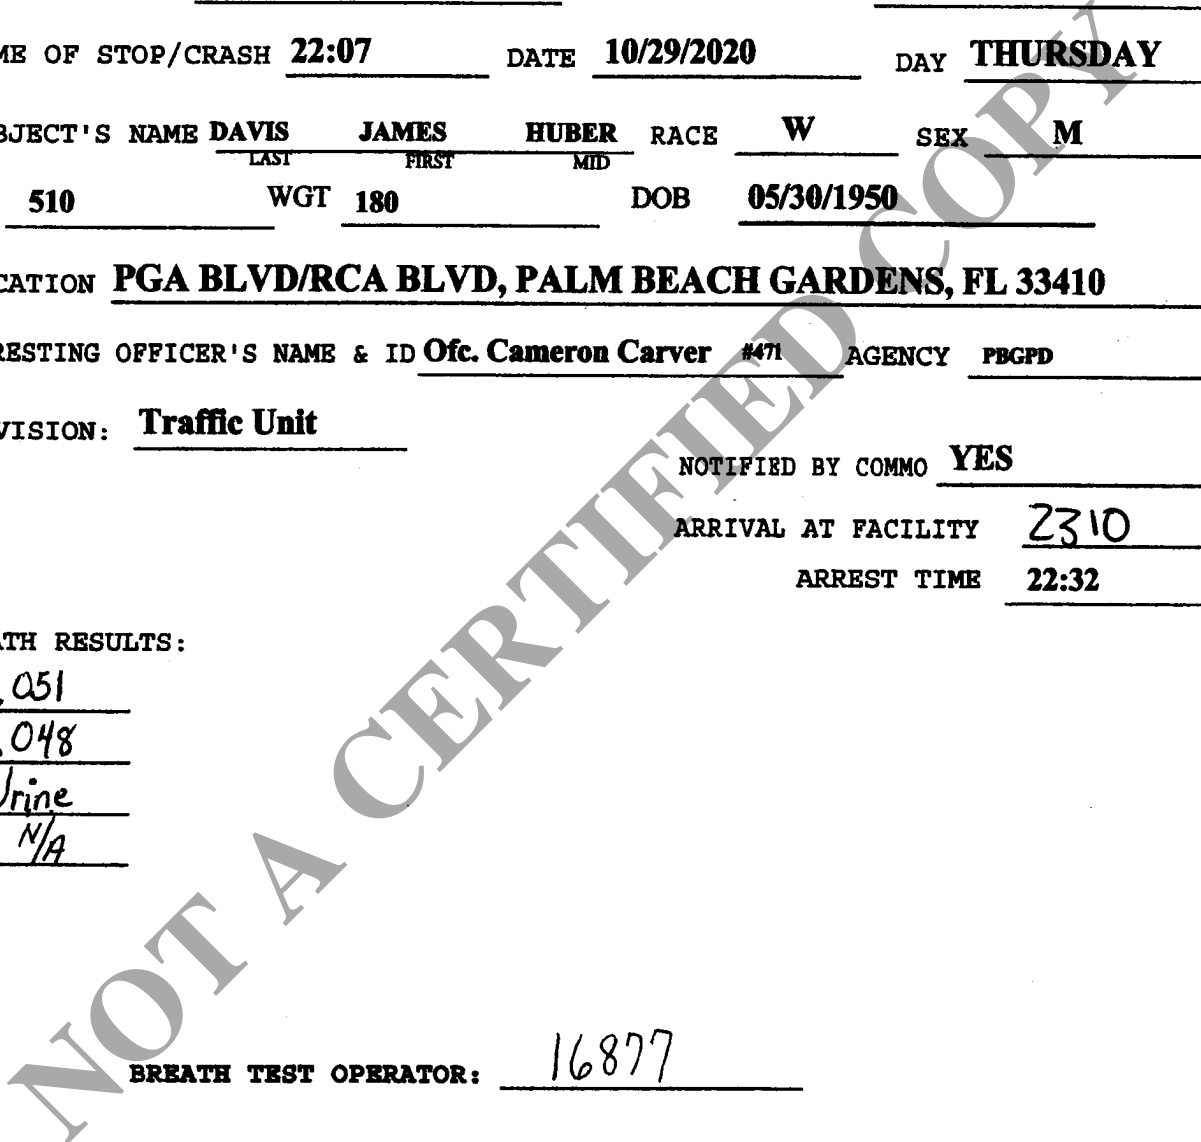 ME OF STOP/CRASH 22:07 DATE 10/29/2020 DAY THURSDAY
BJECT'S NAME DAVIS JAMES HUBER RACE W SEX M
LAST FIRST MID
510 WGT 180 DOB 05/30/1950
CATION PGA BLVD/RCA BLVD, PALM BEACH GARDENS, FL 33410
RESTING OFFICER'S NAME & ID Ofc. Cameron Carver #471 AGENCY PBGPD
VISION: Traffic Unit
NOTIFIED BY COMMO YES
ARRIVAL AT FACILITY 2310
ARREST TIME 22:32
ATH RESULTS:
.051
.048
Urine
N/A
BREATH TEST OPERATOR: 16877
NOT A CERTIFIED COPY